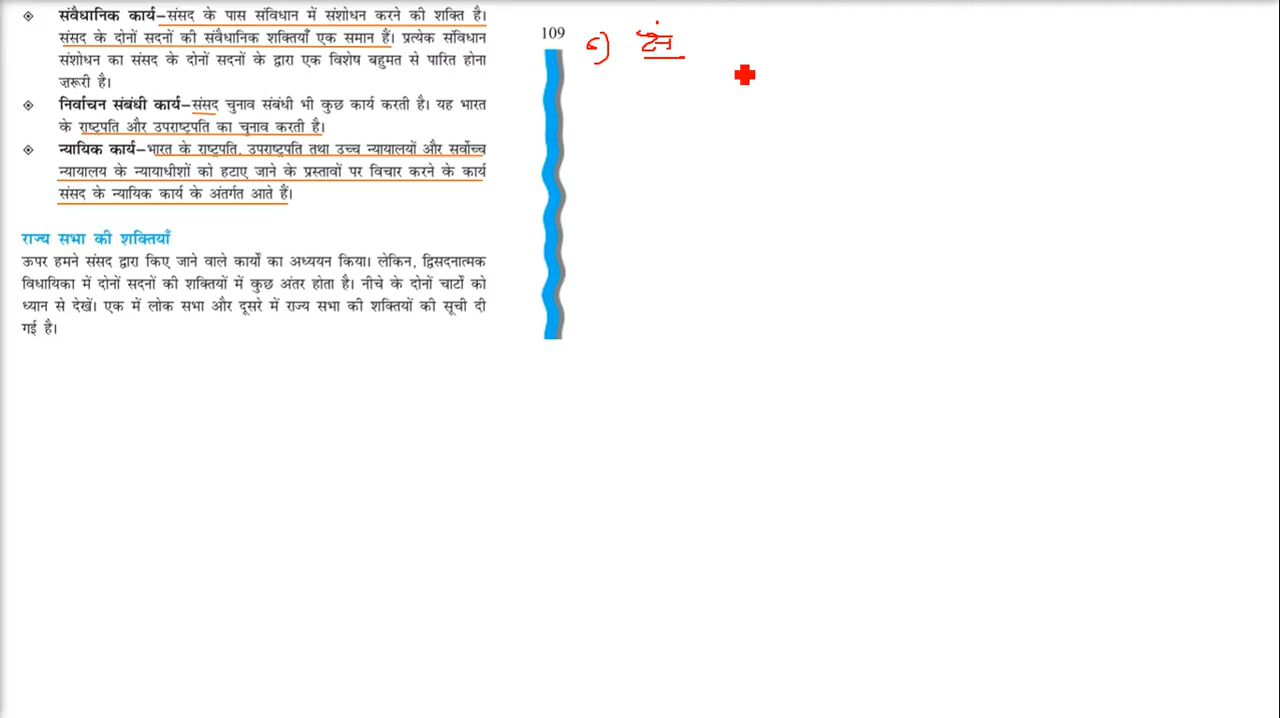 संवैधानिक कार्य–संसद के पास संविधान में संशोधन करने की शक्ति है।
संसद के दोनों सदनों की संवैधानिक शक्तियाँ एक समान हैं। प्रत्येक संविधान
संशोधन का संसद के दोनों सदनों के द्वारा एक विशेष बहुमत से पारित होना
ज़रूरी है।
निर्वाचन संबंधी कार्य–संसद चुनाव संबंधी भी कुछ कार्य करती है। यह भारत
के राष्ट्रपति और उपराष्ट्रपति का चुनाव करती है।
न्यायिक कार्य–भारत के राष्ट्रपति, उपराष्ट्रपति तथा उच्च न्यायालयों और सर्वोच्च
न्यायालय के न्यायाधीशों को हटाए जाने के प्रस्तावों पर विचार करने के कार्य
संसद के न्यायिक कार्य के अंतर्गत आते हैं।
राज्य सभा की शक्तियाँ
ऊपर हमने संसद द्वारा किए जाने वाले कार्यों का अध्ययन किया। लेकिन, द्विसदनात्मक
विधायिका में दोनों सदनों की शक्तियों में कुछ अंतर होता है। नीचे के दोनों चार्टों को
ध्यान से देखें। एक में लोक सभा और दूसरे में राज्य सभा की शक्तियों की सूची दी
गई है।
109